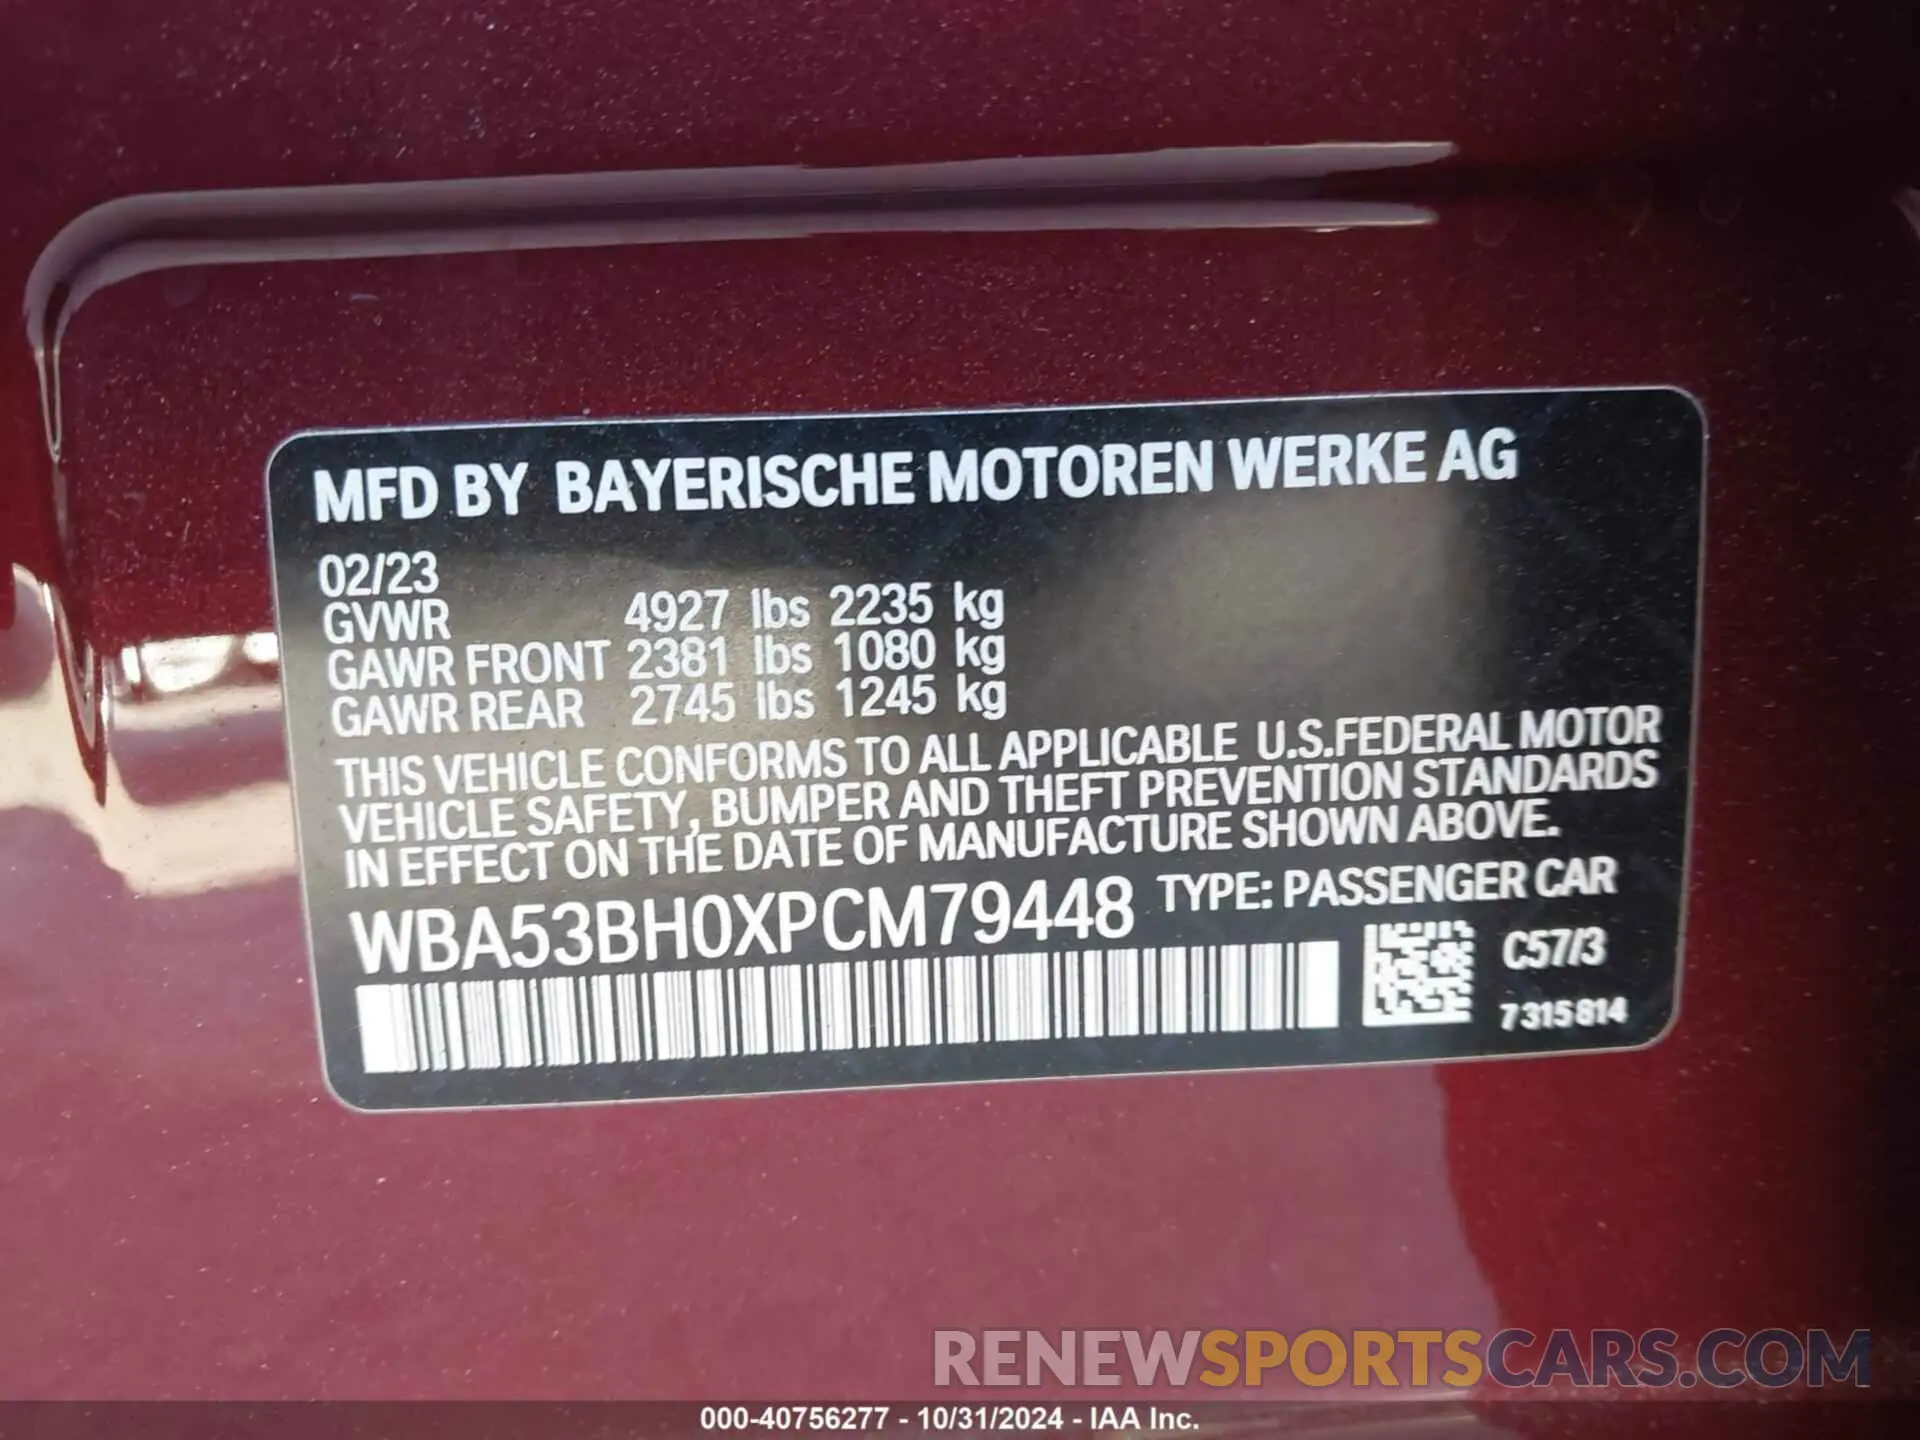 MFD BY BAYERISCHE MOTOREN WERKE AG
02/23
GVWR 4927 lbs 2235 kg
GAWR FRONT 2381 lbs 1080 kg
GAWR REAR 2745 lbs 1245 kg
THIS VEHICLE CONFORMS TO ALL APPLICABLE U.S.FEDERAL MOTOR
VEHICLE SAFETY, BUMPER AND THEFT PREVENTION STANDARDS
IN EFFECT ON THE DATE OF MANUFACTURE SHOWN ABOVE.
WBA53BH0XPCM79448 TYPE: PASSENGER CAR
C57/3
7315814
RENEWSPORTSCARS.COM
000-40756277 - 10/31/2024 - IAA Inc.